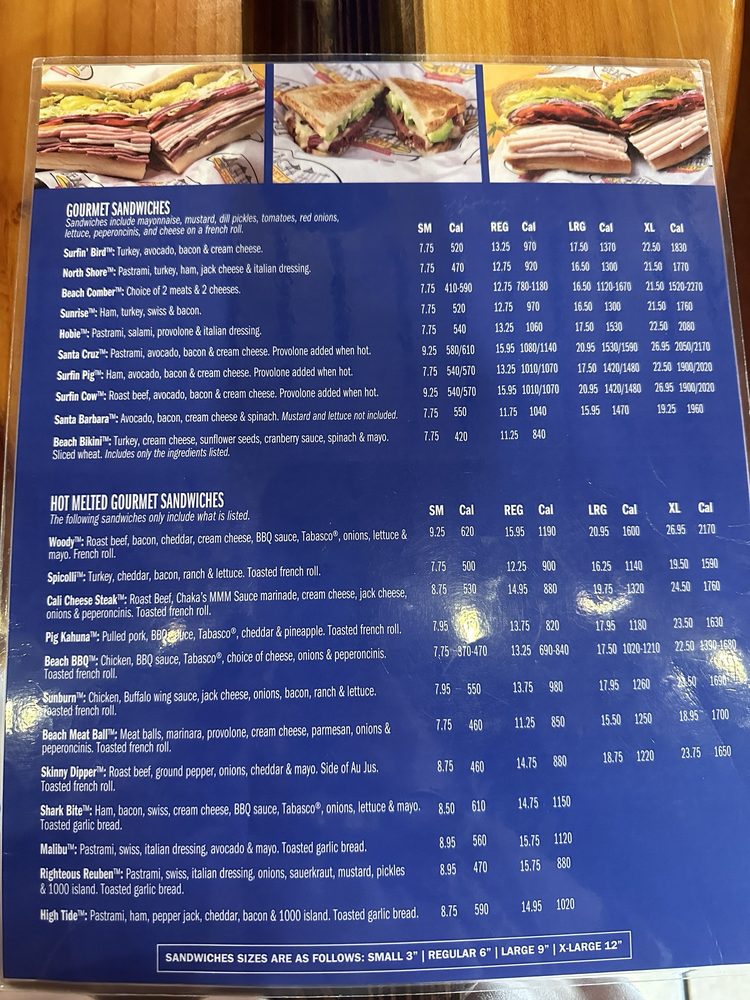 GOURMET SANDWICHES
Sandwiches include mayonnaise, mustard, dill pickles, tomatoes, red onions,
lettuce, peperoncinis, and cheese on a french roll.
SM Cal REG Cal LRG Cal XL Cal
Surfin' Bird™: Turkey, avocado, bacon & cream cheese. 7.75 520 13.25 970 17.50 1370 22.50 1830
North Shore™: Pastrami, turkey, ham, jack cheese & italian dressing. 7.75 470 12.75 920 16.50 1300 21.50 1770
Beach Comber™: Choice of 2 meats & 2 cheeses. 7.75 410-590 12.75 780-1180 16.50 1120-1670 21.50 1520-2270
Sunrise™: Ham, turkey, swiss & bacon. 7.75 520 12.75 970 16.50 1300 21.50 1760
Hobie™: Pastrami, salami, provolone & italian dressing. 7.75 540 13.25 1060 17.50 1530 22.50 2080
Santa Cruz™: Pastrami, avocado, bacon & cream cheese. Provolone added when hot. 9.25 580/610 15.95 1080/1140 20.95 1530/1590 26.95 2050/2170
Surfin Pig™: Ham, avocado, bacon & cream cheese. Provolone added when hot. 7.75 540/570 13.25 1010/1070 17.50 1420/1480 22.50 1900/2020
Surfin Cow™: Roast beef, avocado, bacon & cream cheese. Provolone added when hot. 9.25 540/570 15.95 1010/1070 20.95 1420/1480 26.95 1900/2020
Santa Barbara™: Avocado, bacon, cream cheese & spinach. Mustard and lettuce not included. 7.75 550 11.75 1040 15.95 1470 19.25 1960
Beach Bikini™: Turkey, cream cheese, sunflower seeds, cranberry sauce, spinach & mayo. 7.75 420 11.25 840
Sliced wheat. Includes only the ingredients listed.
HOT MELTED GOURMET SANDWICHES
The following sandwiches only include what is listed.
SM Cal REG Cal LRG Cal XL Cal
Woody™: Roast beef, bacon, cheddar, cream cheese, BBQ sauce, Tabasco®, onions, lettuce & 9.25 620 15.95 1190 20.95 1600 26.95 2170
mayo. French roll.
Spicolli™: Turkey, cheddar, bacon, ranch & lettuce. Toasted french roll. 7.75 500 12.25 900 16.25 1140 19.50 1590
Cali Cheese Steak™: Roast Beef, Chaka's MMM Sauce marinade, cream cheese, jack cheese, 8.75 530 14.95 880 19.75 1320 24.50 1760
onions & peperoncinis. Toasted french roll.
Pig Kahuna™: Pulled pork, BBQ sauce, Tabasco®, cheddar & pineapple. Toasted french roll. 7.95 13.75 820 17.95 1180 23.50 1630
Beach BBQ™: Chicken, BBQ sauce, Tabasco®, choice of cheese, onions & peperoncinis. 7.75 370-470 13.25 690-840 17.50 1020-1210 22.50 1390-1680
Toasted french roll.
Sunburn™: Chicken, Buffalo wing sauce, jack cheese, onions, bacon, ranch & lettuce. 7.95 550 13.75 980 17.95 1260 1690
Toasted french roll.
Beach Meat Ball™: Meat balls, marinara, provolone, cream cheese, parmesan, onions & 7.75 460 11.25 850 15.50 1250 18.95 1700
peperoncinis. Toasted french roll.
Skinny Dipper™: Roast beef, ground pepper, onions, cheddar & mayo. Side of Au Jus. 8.75 460 14.75 880 18.75 1220 23.75 1650
Toasted french roll.
Shark Bite™: Ham, bacon, swiss, cream cheese, BBQ sauce, Tabasco®, onions, lettuce & mayo. 8.50 610 14.75 1150
Toasted garlic bread.
Malibu™: Pastrami, swiss, italian dressing, avocado & mayo. Toasted garlic bread. 8.95 560 15.75 1120
Righteous Reuben™: Pastrami, swiss, italian dressing, onions, sauerkraut, mustard, pickles 8.95 470 15.75 880
& 1000 island. Toasted garlic bread.
High Tide™: Pastrami, ham, pepper jack, cheddar, bacon & 1000 island. Toasted garlic bread. 8.75 590 14.95 1020
SANDWICHES SIZES ARE AS FOLLOWS: SMALL 3" | REGULAR 6" | LARGE 9" | X-LARGE 12"